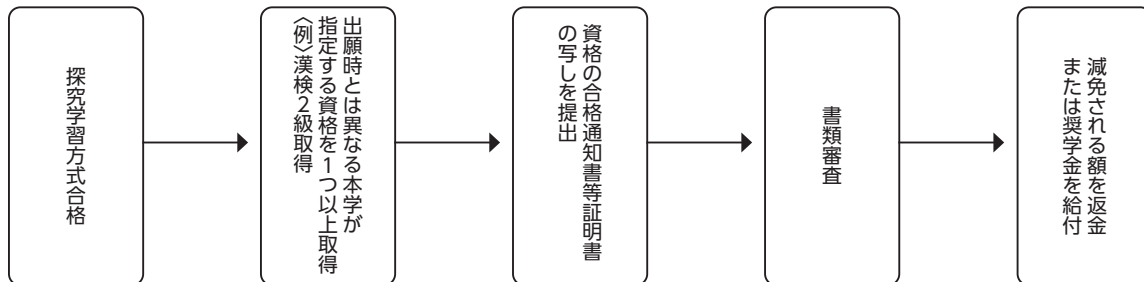 探究学習方式合格
出願時とは異なる本学が
指定する資格を1つ以上取得
〈例〉漢検2級取得
資格の合格通知書等証明書
の写しを提出
書類審査
減免される額を返金
または奨学金を給付